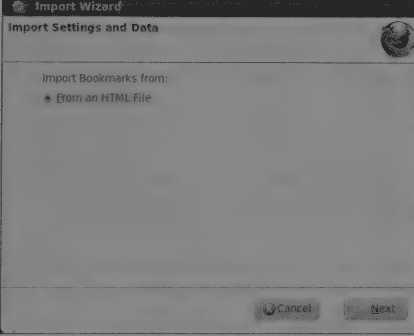 Import Wizard
Import Settings and Data
Import Bookmarks from:
From an HTML File
Cancel
Next